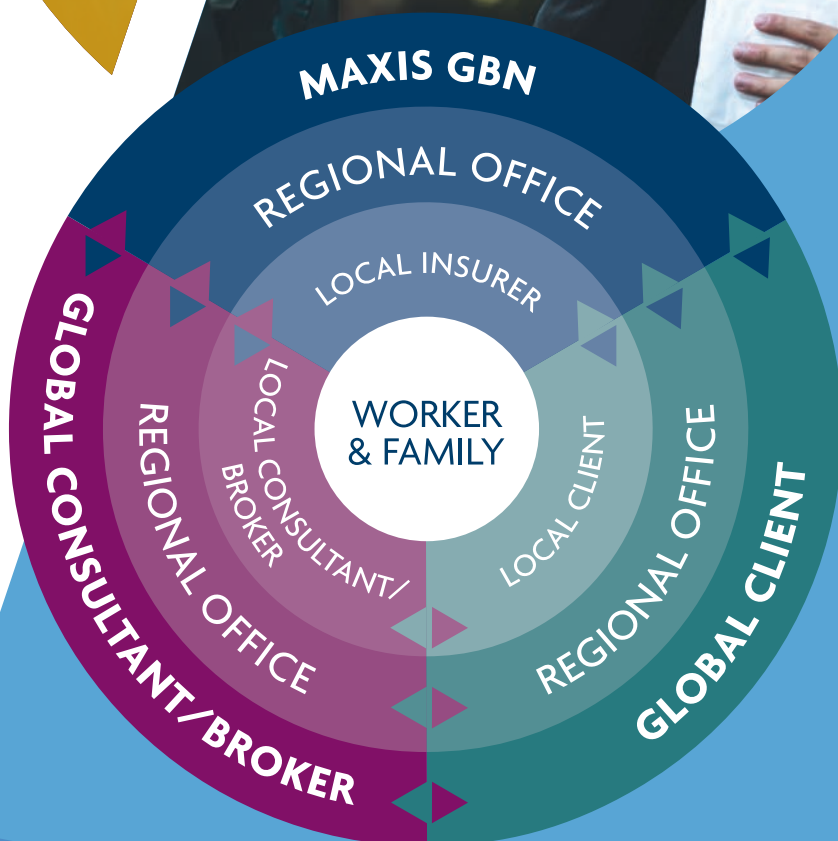 MAXIS GBN
REGIONAL OFFICE
LOCAL INSURER
WORKER
& FAMILY
GLOBAL CONSULTANT/BROKER
REGIONAL OFFICE
LOCAL CONSULTANT/
BROKER
LOCAL CLIENT
REGIONAL OFFICE
GLOBAL CLIENT